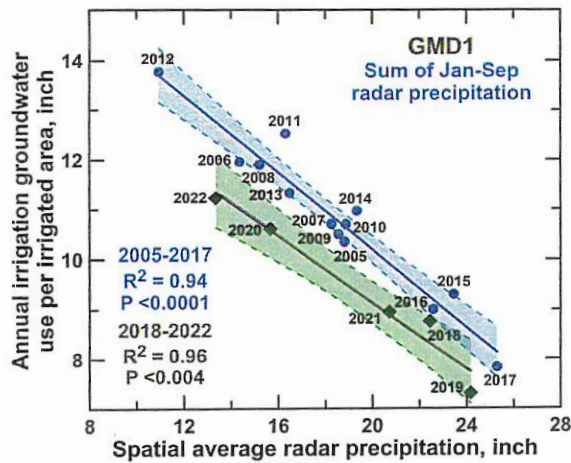 GMD1
Sum of Jan-Sep
radar precipitation
Annual irrigation groundwater
use per irrigated area, inch
14
12
10
8
2012
2011
2006
2008
2013
2014
2022
2020
2007
2010
2009
2005
2015
2016
2021
2018
2019
2017
2005-2017
R² = 0.94
P <0.0001
2018-2022
R² = 0.96
P <0.004
8 12 16 20 24 28
Spatial average radar precipitation, inch